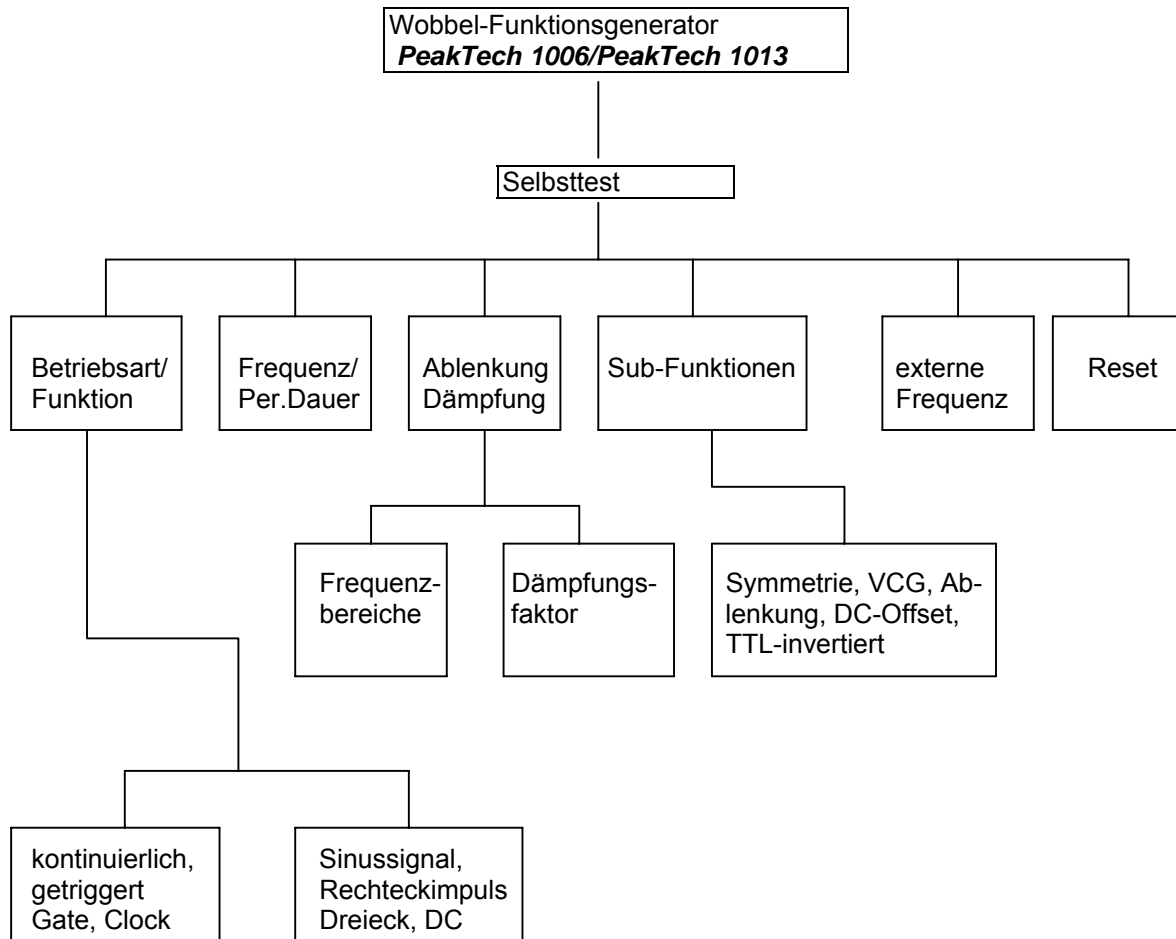 Wobbel-Funktionsgenerator
PeakTech 1006/PeakTech 1013
Selbsttest
Betriebsart/
Funktion
Frequenz/
Per.Dauer
Ablenkung
Dämpfung
Sub-Funktionen
externe
Frequenz
Reset
Frequenz-
bereiche
Dämpfungs-
faktor
Symmetrie, VCG, Ab-
lenkung, DC-Offset,
TTL-invertiert
kontinuierlich,
getriggert
Gate, Clock
Sinussignal,
Rechteckimpuls
Dreieck, DC